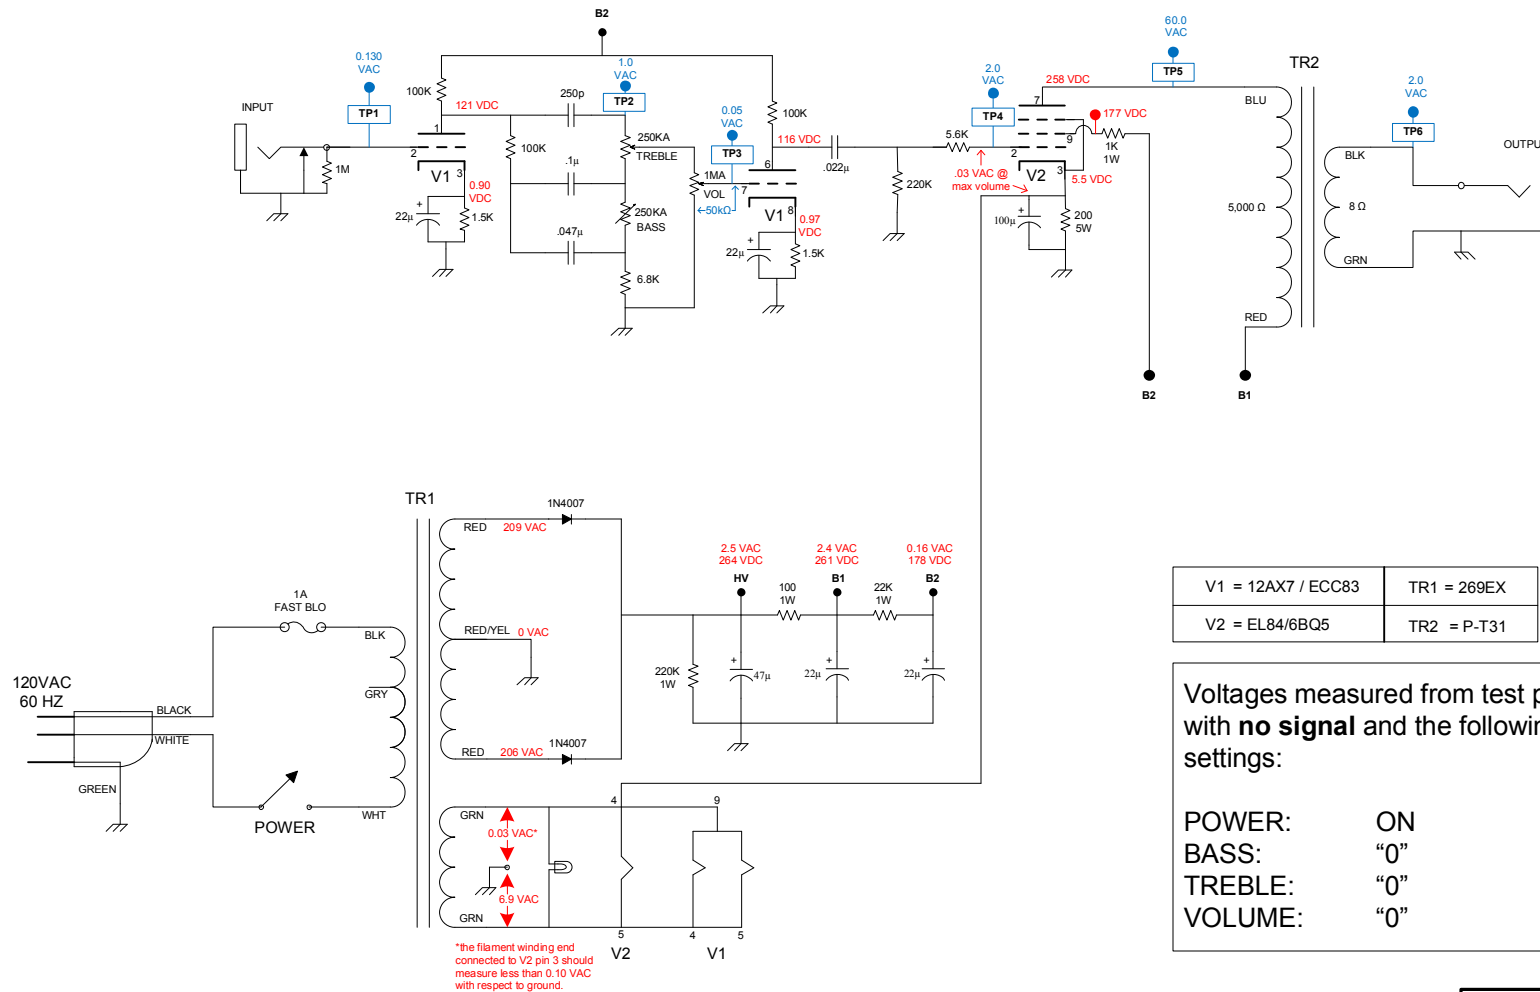 B2
0.130
VAC
TP1
INPUT
1M
100K
121 VDC
1
2
V1
3
0.90
VDC
+
22µ
1.5K
250p
100K
.1µ
.047µ
1.0
VAC
TP2
250KA
TREBLE
250KA
BASS
6.8K
0.05
VAC
TP3
1MA
VOL
7
←50kΩ
100K
116 VDC
6
V1
8
0.97
VDC
+
22µ
1.5K
.022µ
220K
5.6K
2.0
VAC
TP4
.03 VAC @
max volume
258 VDC
7
2
9
V2
3
177 VDC
1K
1W
5.5 VDC
+
100µ
200
5W
60.0
VAC
TP5
TR2
BLU
5,000 Ω
RED
BLK
8 Ω
GRN
2.0
VAC
TP6
OUTPU
B2
B1
TR1
120VAC
60 HZ
BLACK
WHITE
GREEN
1A
FAST BLO
BLK
GRY
WHT
POWER
RED
209 VAC
1N4007
RED/YEL
0 VAC
RED
206 VAC
1N4007
220K
1W
2.5 VAC
264 VDC
HV
+
47µ
100
1W
2.4 VAC
261 VDC
B1
+
22µ
22K
1W
0.16 VAC
178 VDC
B2
+
22µ
GRN
0.03 VAC*
6.9 VAC
GRN
4
9
5
4
5
V2
V1
*the filament winding end
connected to V2 pin 3 should
measure less than 0.10 VAC
with respect to ground.
V1 = 12AX7 / ECC83
TR1 = 269EX
V2 = EL84/6BQ5
TR2 = P-T31
Voltages measured from test p
with no signal and the followin
settings:
POWER: ON
BASS: “0”
TREBLE: “0”
VOLUME: “0”